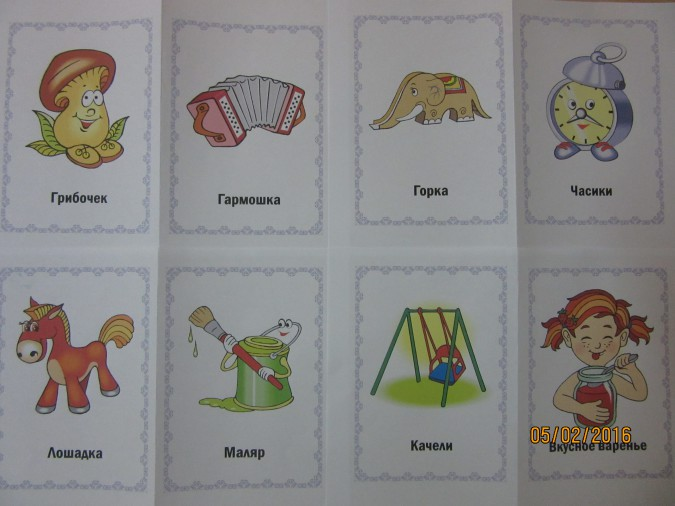 Грибочек
Гармошка
Горка
Часики
Лошадка
Маляр
Качели
Вкусное варенье
05/02/2016